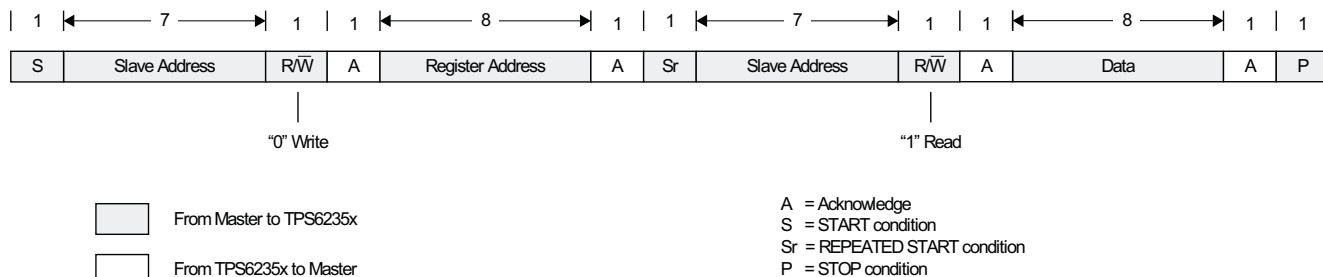 1 7 1 1 8 1 1 7 1 1 8 1 1
S Slave Address R/W̅ A Register Address A Sr Slave Address R/W̅ A Data A P
“0” Write “1” Read
From Master to TPS6235x
From TPS6235x to Master
A = Acknowledge
S = START condition
Sr = REPEATED START condition
P = STOP condition